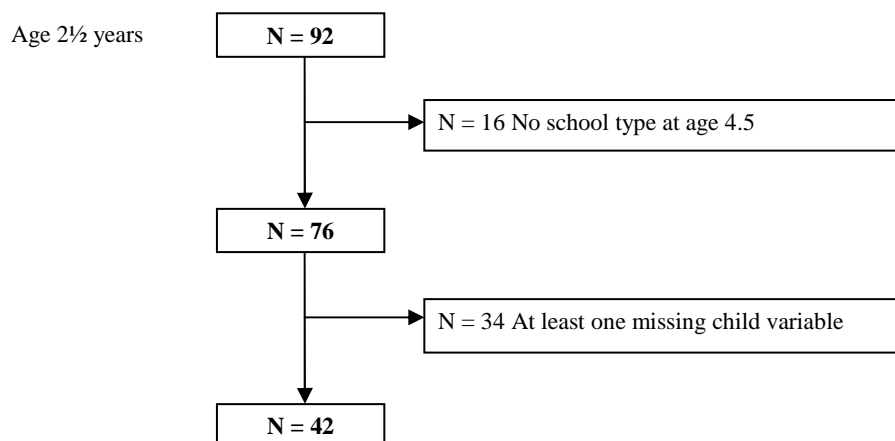 Age 2½ years
N = 92
N = 16 No school type at age 4.5
N = 76
N = 34 At least one missing child variable
N = 42